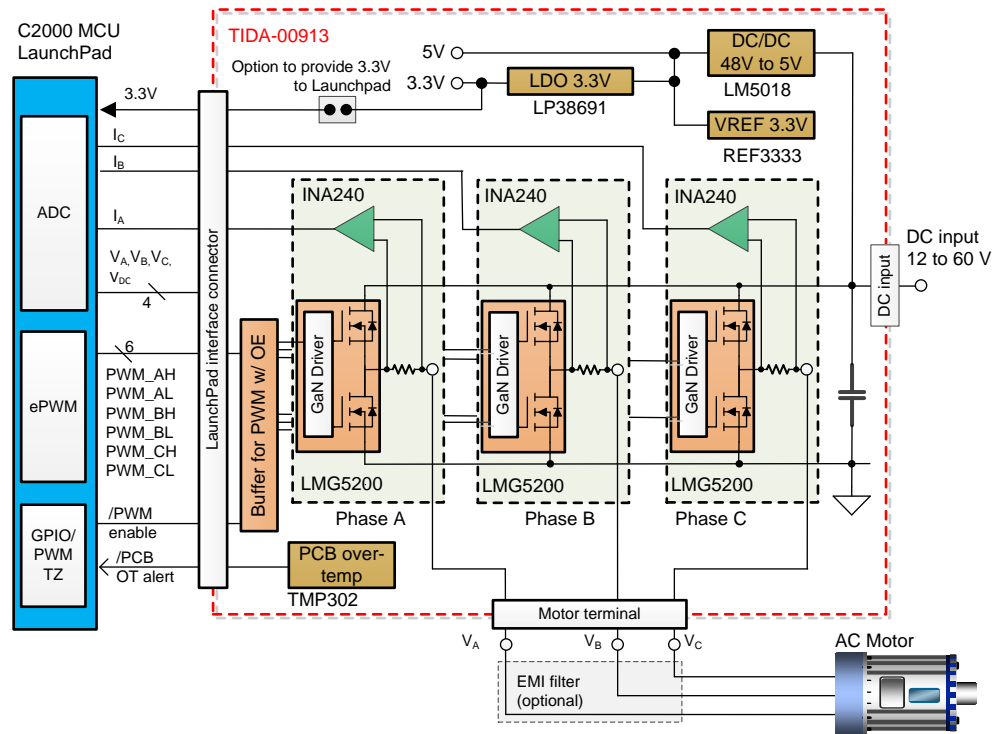 C2000 MCU
LaunchPad
TIDA-00913
Option to provide 3.3V
to Launchpad
5V
3.3V
LDO 3.3V
LP38691
DC/DC
48V to 5V
LM5018
VREF 3.3V
REF3333
3.3V
I_C
I_B
I_A
V_A,V_B,V_C,
V_DC
4
ADC
6
PWM_AH
PWM_AL
PWM_BH
PWM_BL
PWM_CH
PWM_CL
ePWM
/PWM
enable
/PCB
OT alert
GPIO/
PWM
TZ
LaunchPad interface connector
Buffer for PWM w/ OE
INA240
GaN Driver
LMG5200
Phase A
INA240
GaN Driver
LMG5200
Phase B
INA240
GaN Driver
LMG5200
Phase C
DC input
DC input
12 to 60 V
PCB over-
temp
TMP302
Motor terminal
V_A
V_B
V_C
EMI filter
(optional)
AC Motor